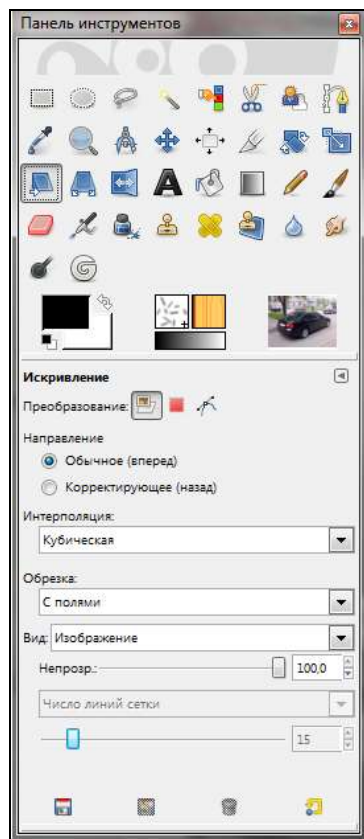 Панель инструментов
Искривление
Преобразование:
Направление
Обычное (вперед)
Корректирующее (назад)
Интерполяция:
Кубическая
Обрезка:
С полями
Вид: Изображение
Непрозр.: 100,0
Число линий сетки
15